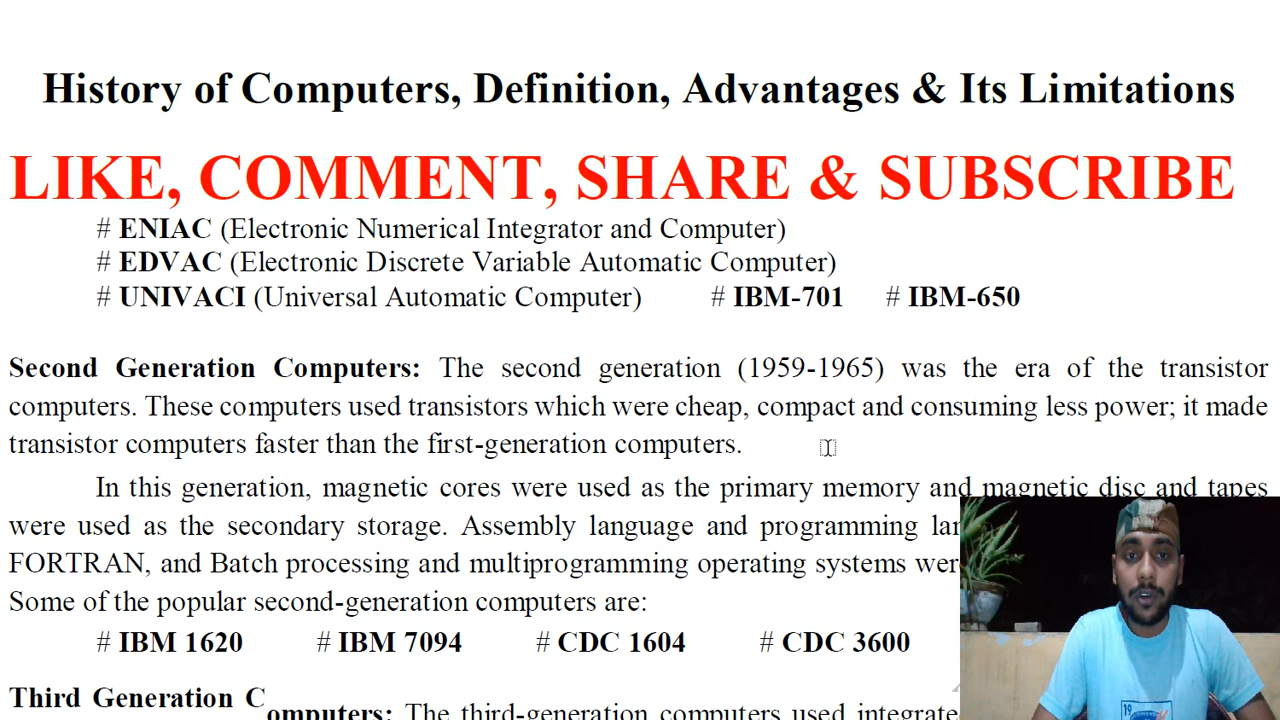 History of Computers, Definition, Advantages & Its Limitations
LIKE, COMMENT, SHARE & SUBSCRIBE
# ENIAC (Electronic Numerical Integrator and Computer)
# EDVAC (Electronic Discrete Variable Automatic Computer)
# UNIVACI (Universal Automatic Computer) # IBM-701 # IBM-650
Second Generation Computers: The second generation (1959-1965) was the era of the transistor
computers. These computers used transistors which were cheap, compact and consuming less power; it made
transistor computers faster than the first-generation computers.
In this generation, magnetic cores were used as the primary memory and magnetic disc and tapes
were used as the secondary storage. Assembly language and programming
FORTRAN, and Batch processing and multiprogramming operating systems
Some of the popular second-generation computers are:
# IBM 1620 # IBM 7094 # CDC 1604 # CDC 3600
Third Generation Computers: The third-generation computers used
19